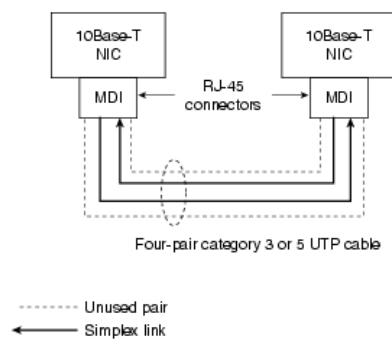 10Base-T
NIC
10Base-T
NIC
MDI
RJ-45
connectors
MDI
Four-pair category 3 or 5 UTP cable
Unused pair
Simplex link